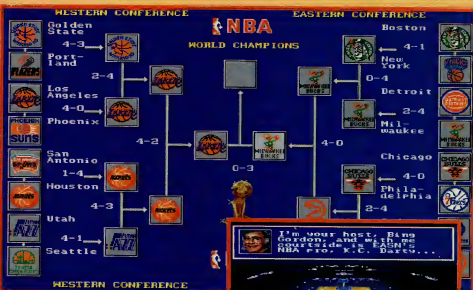 WESTERN CONFERENCE
EASTERN CONFERENCE
NBA
WORLD CHAMPIONS
Golden State
4-3
Port-land
2-4
Los Angeles
4-0
Phoenix
SUNS
4-2
San Antonio
1-4
Houston
4-3
Utah
4-1
Seattle
0-3
Boston
4-1
New York
0-4
Detroit
2-4
Mil-waukee
4-0
Chicago
4-0
Phila-delphia
2-4
I'm your host, Bing
Gordon, and with me
courtside is EASN's
NBA Pro, K.C. Darty...
WESTERN CONFERENCE